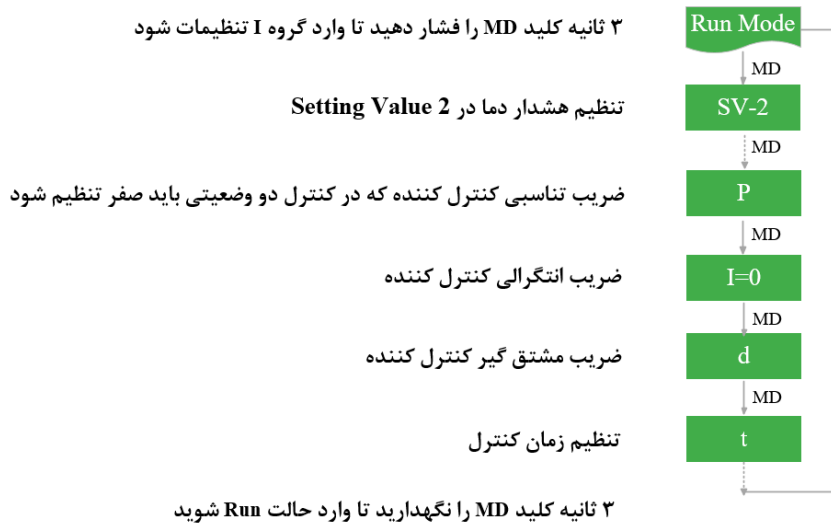 ۳ ثانیه کلید MD را فشار دهید تا وارد گروه I تنظیمات شود
Run Mode
MD
تنظیم هشدار دما در Setting Value 2
SV-2
MD
ضریب تناسبی کنترل کننده که در کنترل دو وضعیتی باید صفر تنظیم شود
P
MD
ضریب انتگرالی کنترل کننده
I=0
MD
ضریب مشتق گیر کنترل کننده
d
MD
تنظیم زمان کنترل
t
۳ ثانیه کلید MD را نگهدارید تا وارد حالت Run شوید